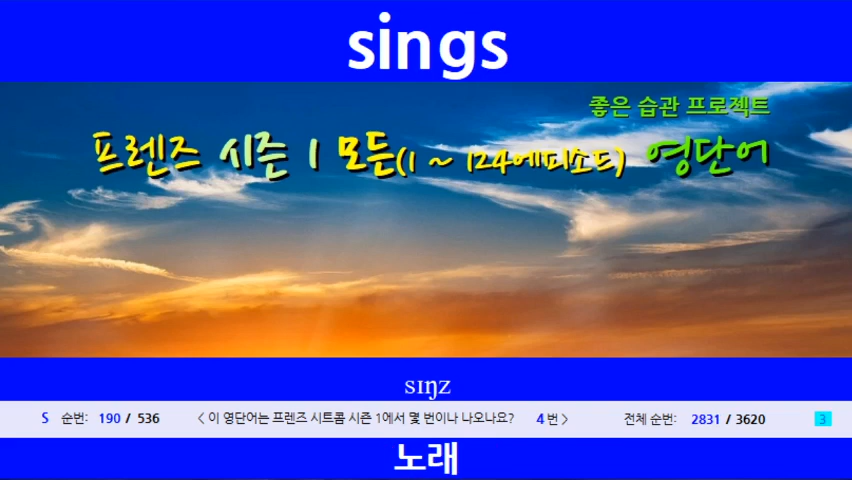 sings
좋은 습관 프로젝트
프렌즈 시즌 1 모든(1 ~ 124에피소드) 영단어
sɪŋz
S 순번: 190 / 536 < 이 영단어는 프렌즈 시트콤 시즌 1에서 몇 번이나 나오나요? 4번 > 전체 순번: 2831 / 3620 3
노래